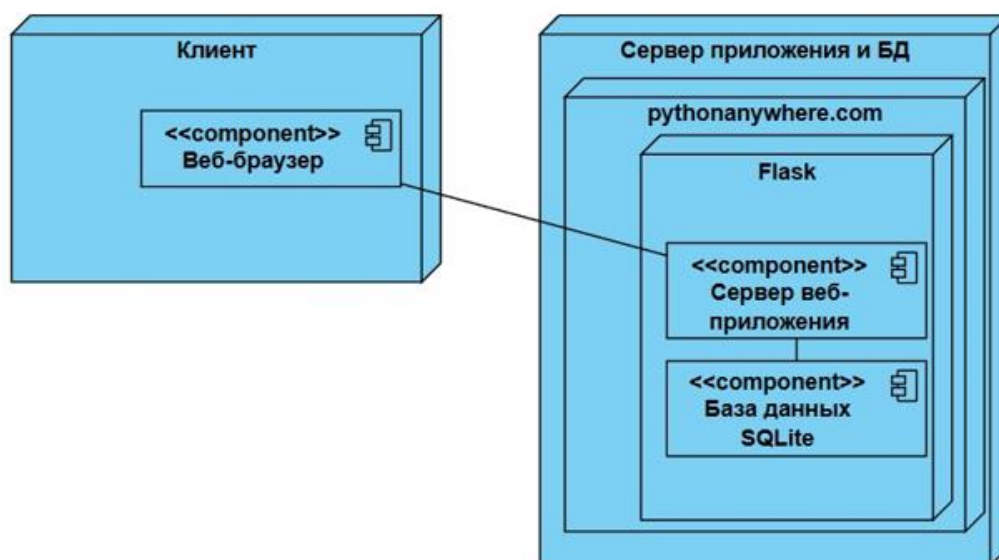 Клиент
<<component>>
Веб-браузер
Сервер приложения и БД
pythonanywhere.com
Flask
<<component>>
Сервер веб-
приложения
<<component>>
База данных
SQLite